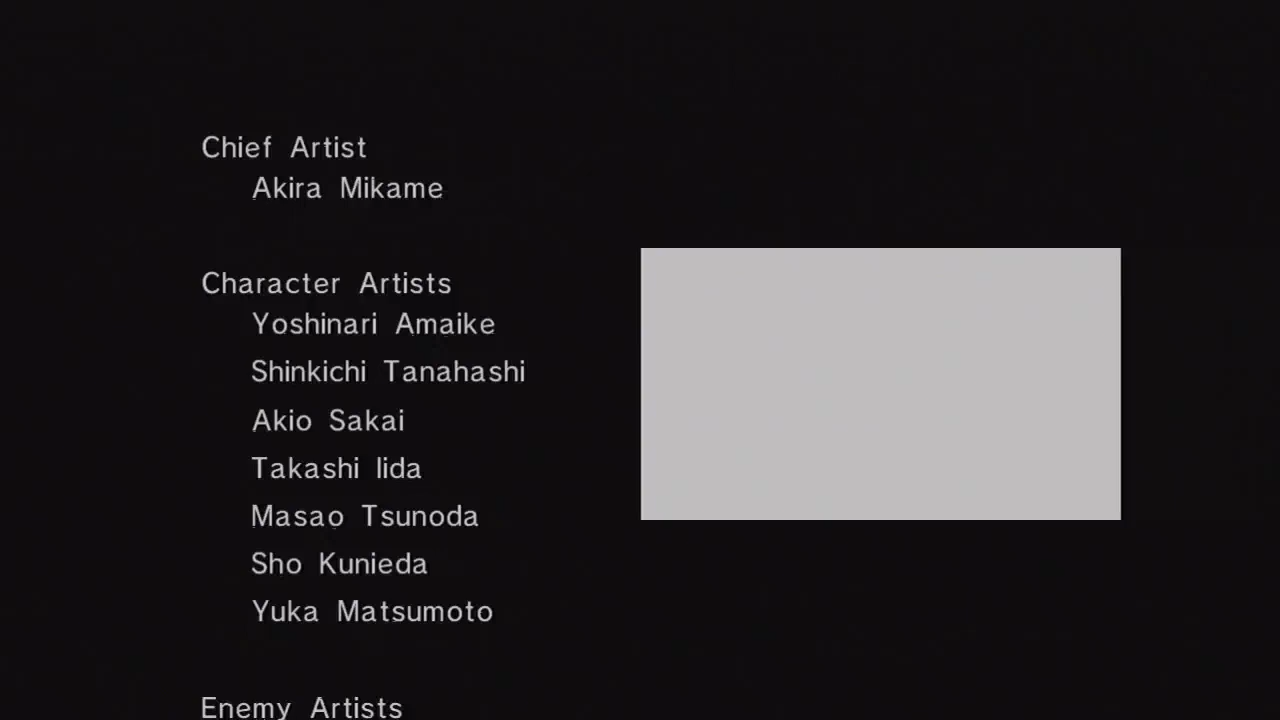 Chief Artist
Akira Mikame
Character Artists
Yoshinari Amaike
Shinkichi Tanahashi
Akio Sakai
Takashi Iida
Masao Tsunoda
Sho Kunieda
Yuka Matsumoto
Enemy Artists